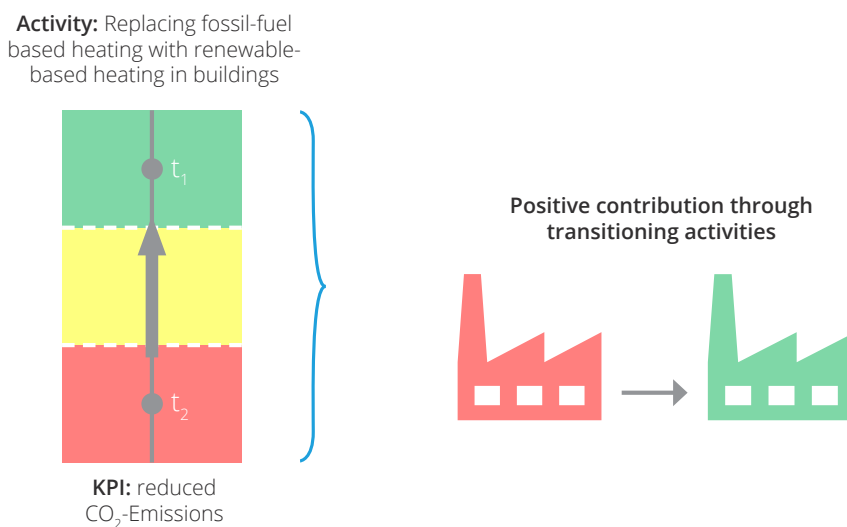 Activity: Replacing fossil-fuel
based heating with renewable-
based heating in buildings
t₁
Positive contribution through
transitioning activities
t₂
KPI: reduced
CO₂-Emissions